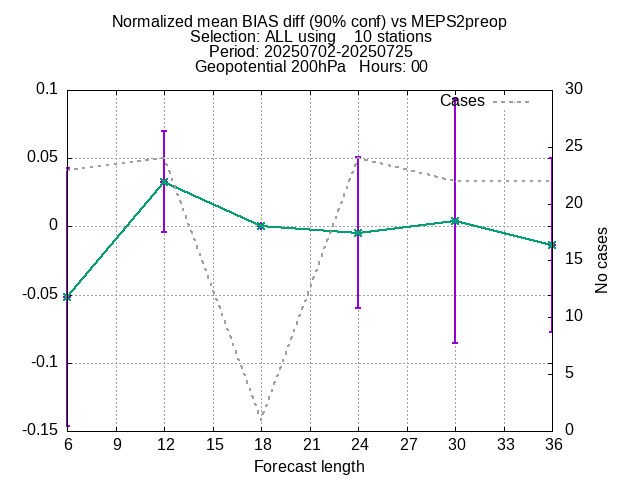 Normalized mean BIAS diff (90% conf) vs MEPS2preop
Selection: ALL using    10 stations
Period: 20250702-20250725
Geopotential 200hPa   Hours: 00
Cases
0.1
0.05
0
-0.05
-0.1
-0.15
30
25
20
15
10
5
0
No cases
6 9 12 15 18 21 24 27 30 33 36
Forecast length